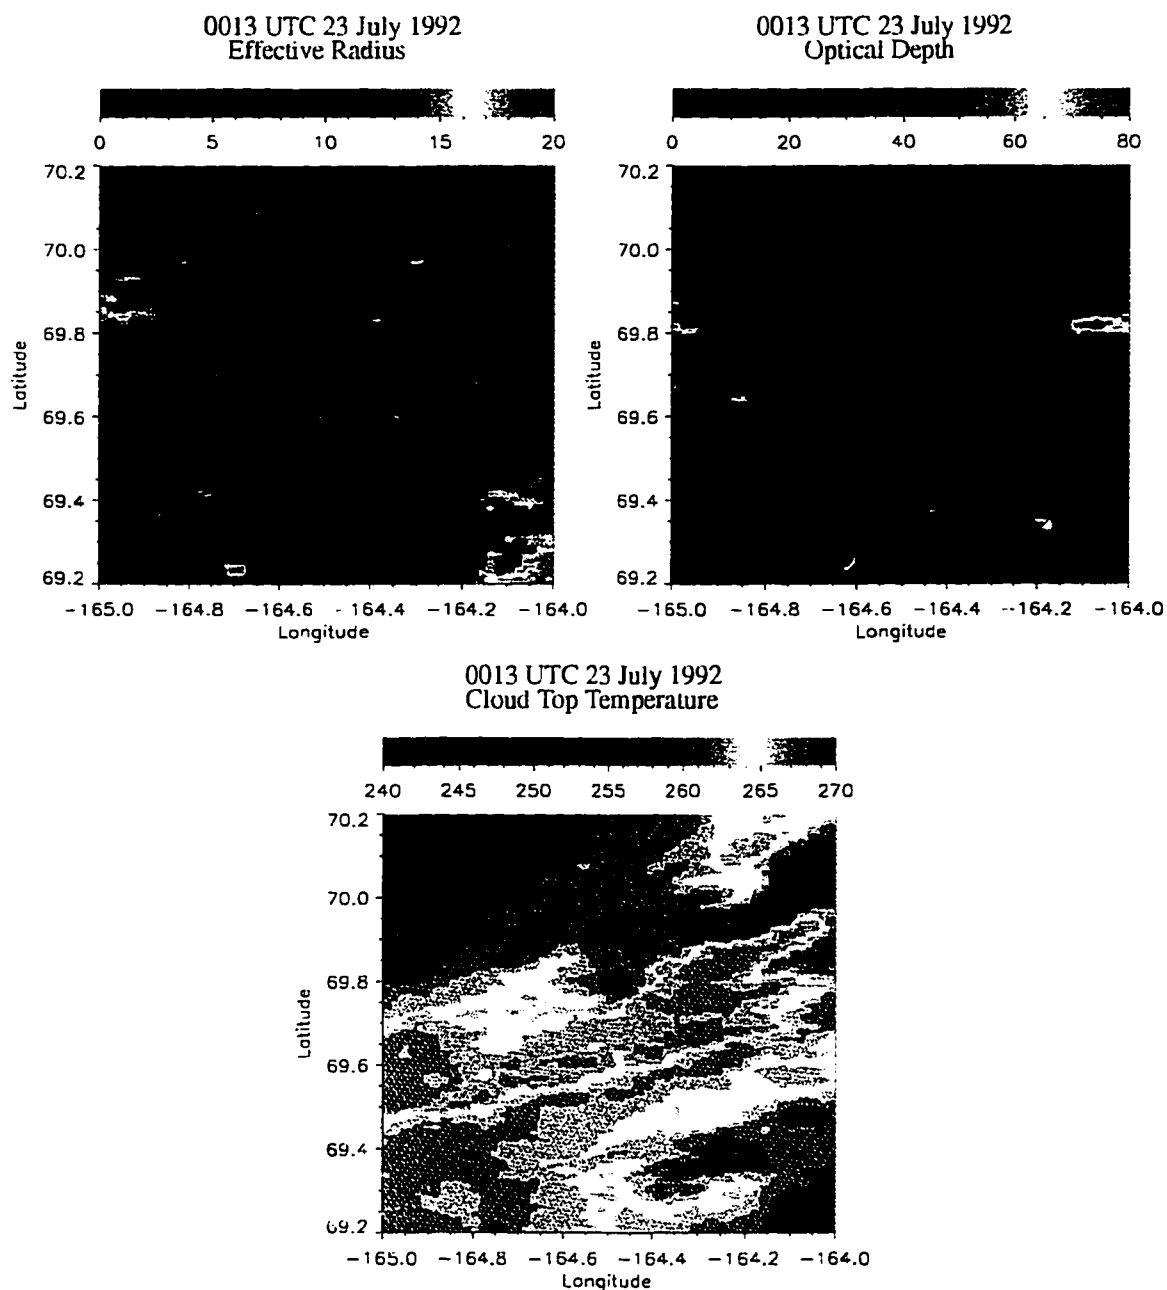 0013 UTC 23 July 1992
Effective Radius
0 5 10 15 20
70.2
70.0
69.8
69.6
69.4
69.2
Latitude
-165.0 -164.8 -164.6 -164.4 -164.2 -164.0
Longitude
0013 UTC 23 July 1992
Optical Depth
0 20 40 60 80
70.2
70.0
69.8
69.6
69.4
69.2
Latitude
-165.0 -164.8 -164.6 -164.4 -164.2 -164.0
Longitude
0013 UTC 23 July 1992
Cloud Top Temperature
240 245 250 255 260 265 270
70.2
70.0
69.8
69.6
69.4
69.2
Latitude
-165.0 -164.8 -164.6 -164.4 -164.2 -164.0
Longitude